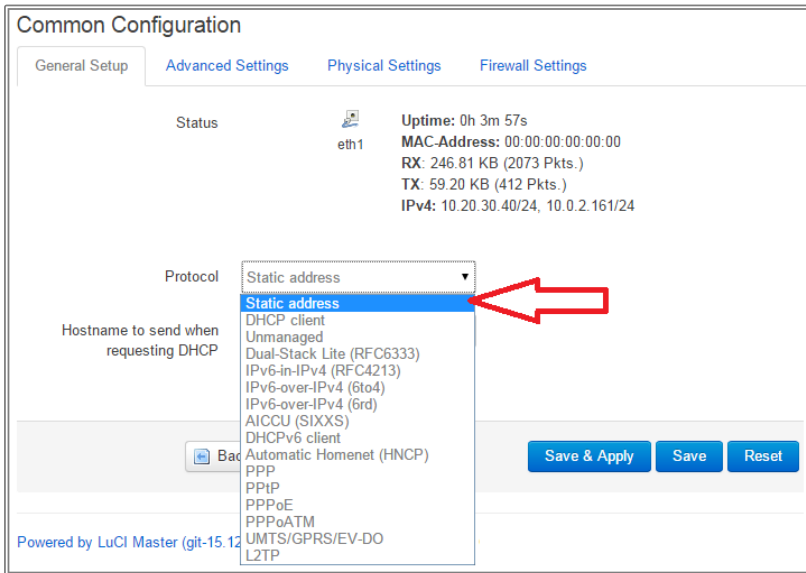 Common Configuration
General Setup
Advanced Settings
Physical Settings
Firewall Settings
Status
eth1
Uptime: 0h 3m 57s
MAC-Address: 00:00:00:00:00:00
RX: 246.81 KB (2073 Pkts.)
TX: 59.20 KB (412 Pkts.)
IPv4: 10.20.30.40/24, 10.0.2.161/24
Protocol
Static address
Static address
DHCP client
Unmanaged
Dual-Stack Lite (RFC6333)
IPv6-in-IPv4 (RFC4213)
IPv6-over-IPv4 (6to4)
IPv6-over-IPv4 (6rd)
AICCU (SIXXS)
DHCPv6 client
Automatic Homenet (HNCP)
PPP
PPtP
PPPoE
PPPoATM
UMTS/GPRS/EV-DO
L2TP
Hostname to send when
requesting DHCP
Save & Apply
Save
Reset
Powered by LuCI Master (git-15.12